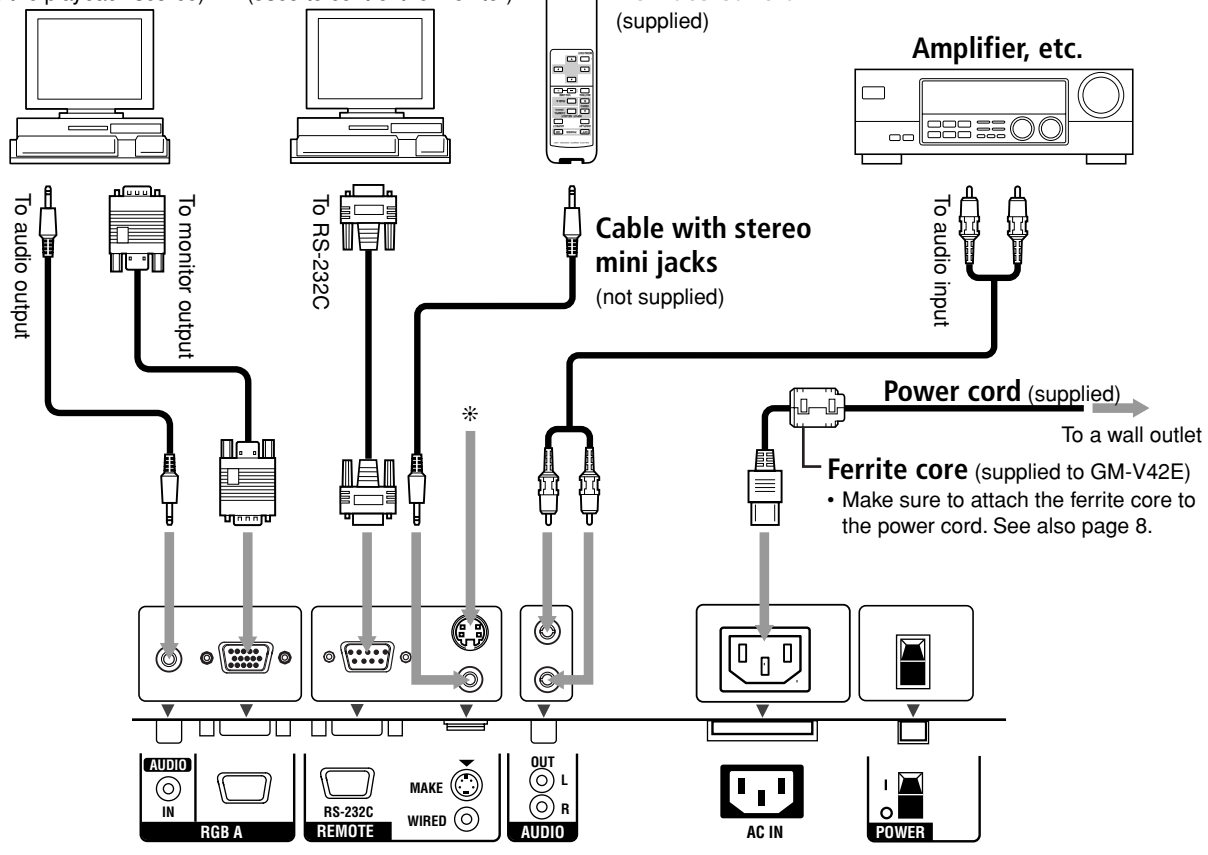 (supplied)
Amplifier, etc.
To audio output
To monitor output
To RS-232C
Cable with stereo
mini jacks
(not supplied)
To audio input
※
Power cord (supplied)
To a wall outlet
Ferrite core (supplied to GM-V42E)
• Make sure to attach the ferrite core to
the power cord. See also page 8.
AUDIO
IN
RGB A
RS-232C
REMOTE
MAKE
WIRED
OUT
L
R
AUDIO
AC IN
I
POWER